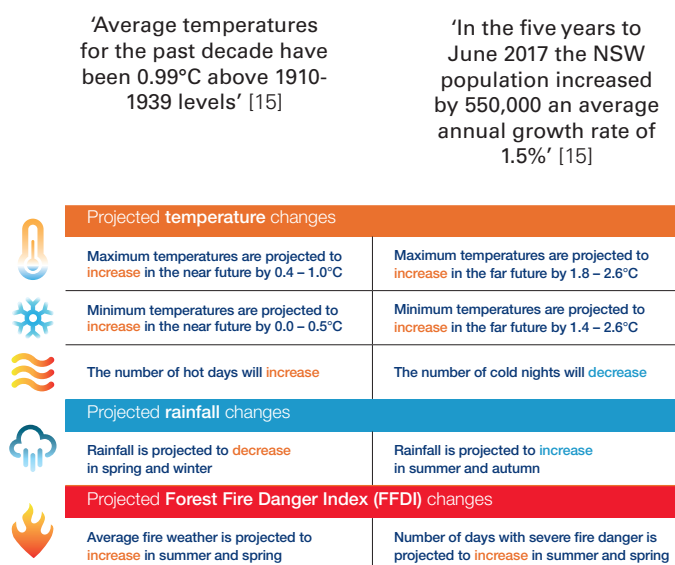 ‘Average temperatures
for the past decade have
been 0.99°C above 1910-
1939 levels’ [15]
‘In the five years to
June 2017 the NSW
population increased
by 550,000 an average
annual growth rate of
1.5%’ [15]
Projected temperature changes
Maximum temperatures are projected to
increase in the near future by 0.4 – 1.0°C
Maximum temperatures are projected to
increase in the far future by 1.8 – 2.6°C
Minimum temperatures are projected to
increase in the near future by 0.0 – 0.5°C
Minimum temperatures are projected to
increase in the far future by 1.4 – 2.6°C
The number of hot days will increase
The number of cold nights will decrease
Projected rainfall changes
Rainfall is projected to decrease
in spring and winter
Rainfall is projected to increase
in summer and autumn
Projected Forest Fire Danger Index (FFDI) changes
Average fire weather is projected to
increase in summer and spring
Number of days with severe fire danger is
projected to increase in summer and spring